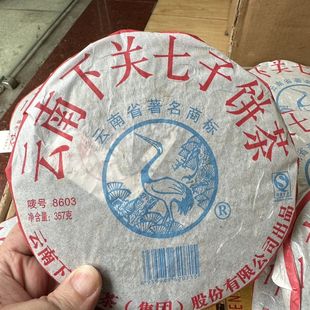 云南下关七子饼茶
云南省著名商标
®
唛号 8603
净含量：357克
云南下
茶（集团）股份有限公司出品